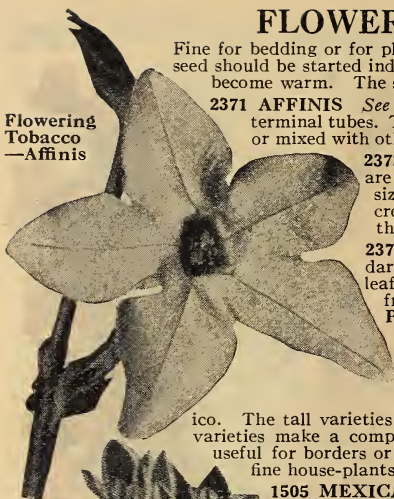 FLOWER
Fine for bedding or for pl
seed should be started ind
become warm. The s
2371 AFFINIS See
terminal tubes. T
or mixed with ot
Flowering
Tobacco
—Affinis
237
are
siz
cre
th
237
dar
leaf
fr
P
ico. The tall varieties
varieties make a comp
useful for borders or
fine house-plants
1505 MEXICA